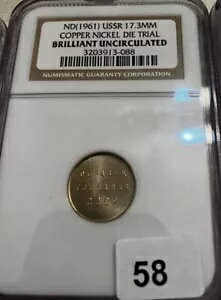 ND(1961) USSR 17.3MM
COPPER NICKEL DIE TRIAL
BRILLIANT UNCIRCULATED
3203913-088
NUMISMATIC GUARANTY CORPORATION
58